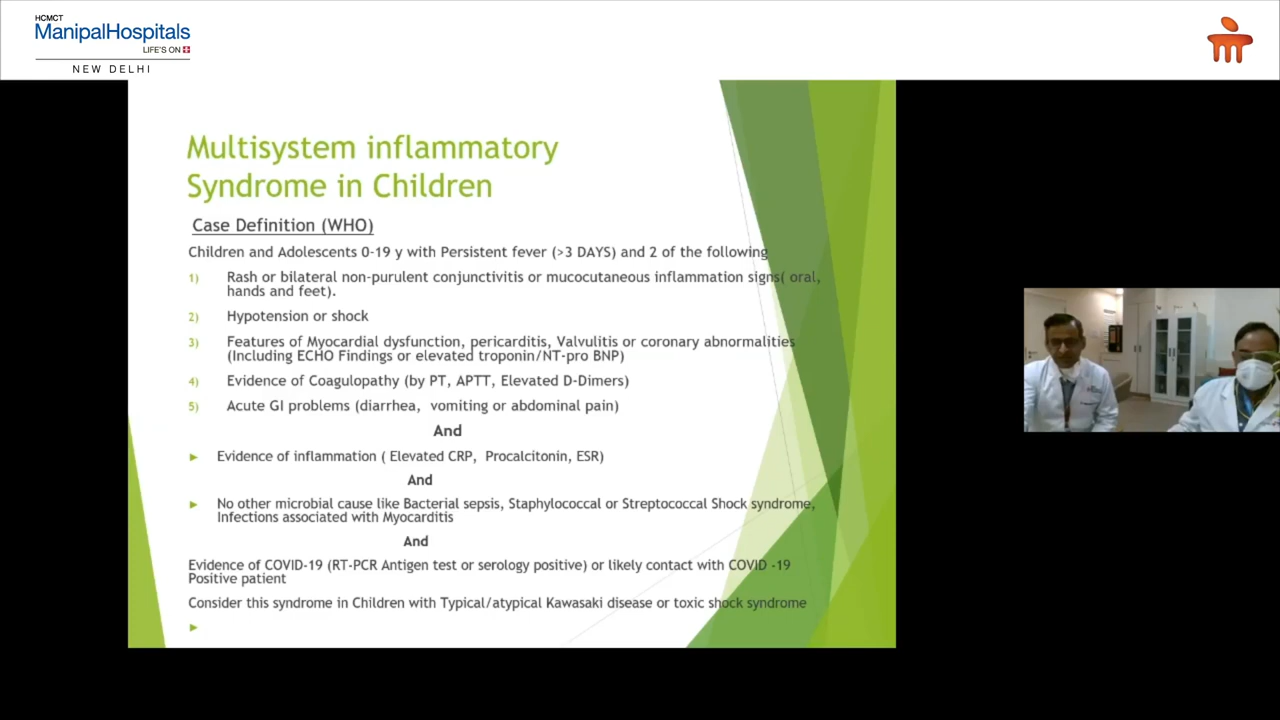 HCMCT
ManipalHospitals
LIFE'S ON
NEW DELHI
Multisystem inflammatory
Syndrome in Children
Case Definition (WHO)
Children and Adolescents 0-19 y with Persistent fever (>3 DAYS) and 2 of the following
1) Rash or bilateral non-purulent conjunctivitis or mucocutaneous inflammation signs( oral,
hands and feet).
2) Hypotension or shock
3) Features of Myocardial dysfunction, pericarditis, Valvulitis or coronary abnormalities
(Including ECHO Findings or elevated troponin/NT-pro BNP)
4) Evidence of Coagulopathy (by PT, APTT, Elevated D-Dimers)
5) Acute GI problems (diarrhea, vomiting or abdominal pain)
And
Evidence of inflammation ( Elevated CRP, Procalcitonin, ESR)
And
No other microbial cause like Bacterial sepsis, Staphylococcal or Streptococcal Shock syndrome,
Infections associated with Myocarditis
And
Evidence of COVID-19 (RT-PCR Antigen test or serology positive) or likely contact with COVID -19
Positive patient
Consider this syndrome in Children with Typical/atypical Kawasaki disease or toxic shock syndrome